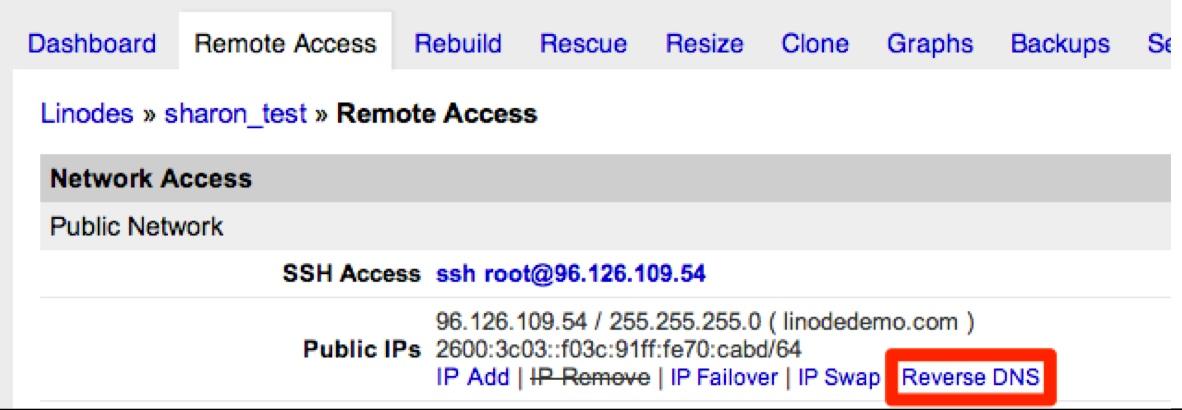 Dashboard Remote Access Rebuild Rescue Resize Clone Graphs Backups
Linodes » sharon_test » Remote Access
Network Access
Public Network
SSH Access ssh root@96.126.109.54
96.126.109.54 / 255.255.255.0 ( linodedemo.com )
Public IPs 2600:3c03::f03c:91ff:fe70:cabd/64
IP Add | IP Remove | IP Failover | IP Swap Reverse DNS